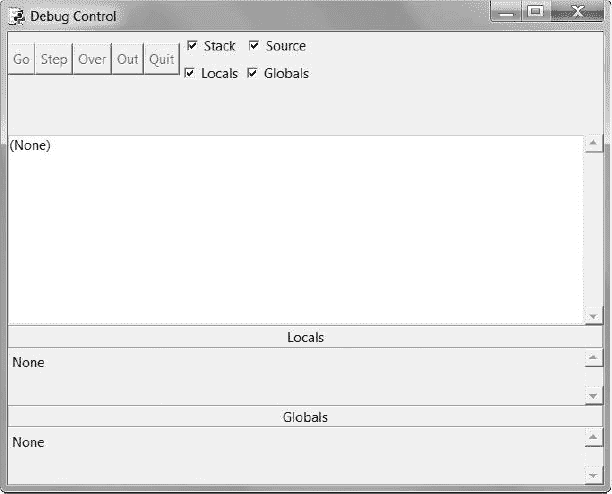 Debug Control
Go Step Over Out Quit
Stack Source
Locals Globals
(None)
Locals
None
Globals
None